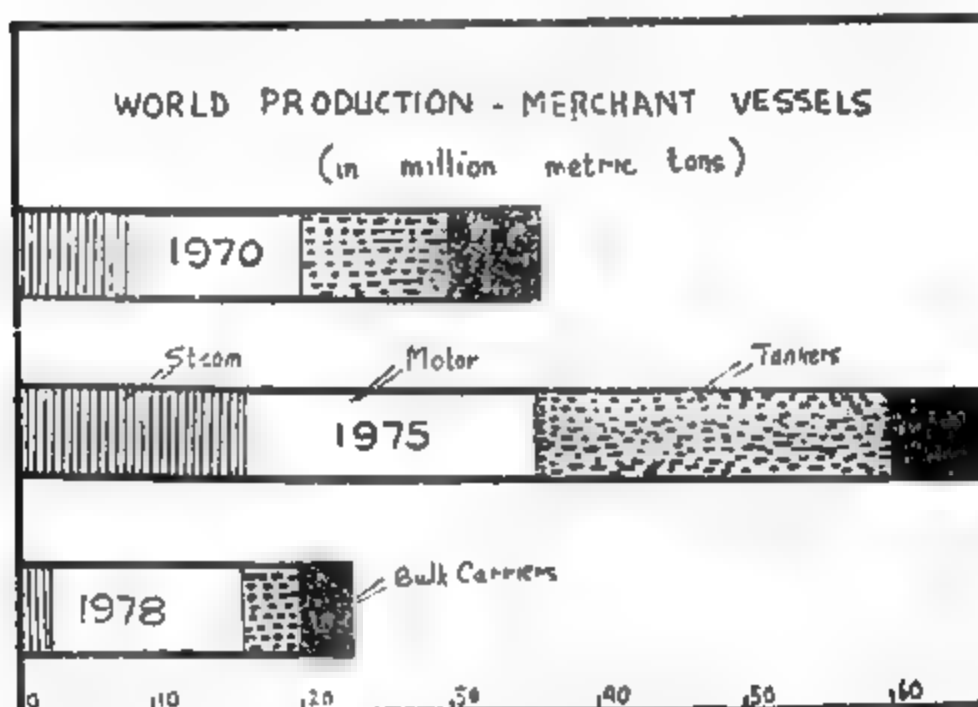 WORLD PRODUCTION - MERCHANT VESSELS
(in million metric tons)
1970
Steam Motor Tankers
1975
Bulk Carriers
1978
0 10 20 30 40 50 60